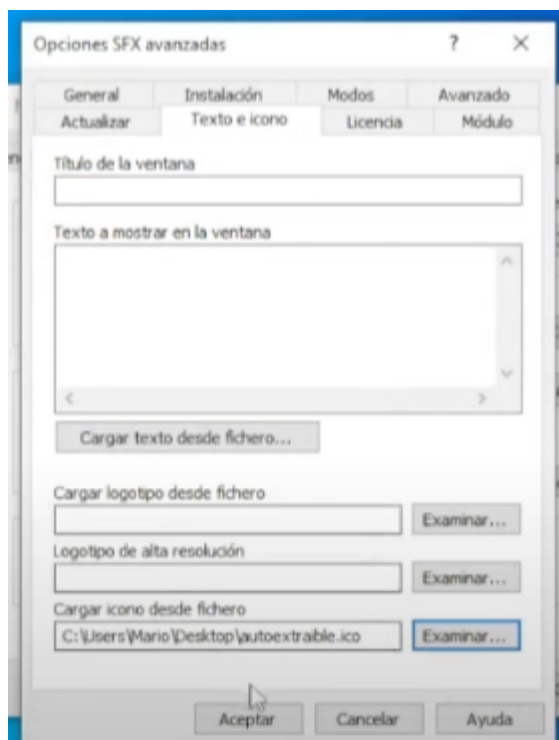 Opciones SFX avanzadas
?
General Instalación Modos Avanzado
Actualizar Texto e icono Licencia Módulo
Título de la ventana
Texto a mostrar en la ventana
Cargar texto desde fichero...
Cargar logotipo desde fichero
Examinar...
Logotipo de alta resolución
Examinar...
Cargar icono desde fichero
C:\Users\Mario\Desktop\autoextraible.ico Examinar...
Aceptar Cancelar Ayuda